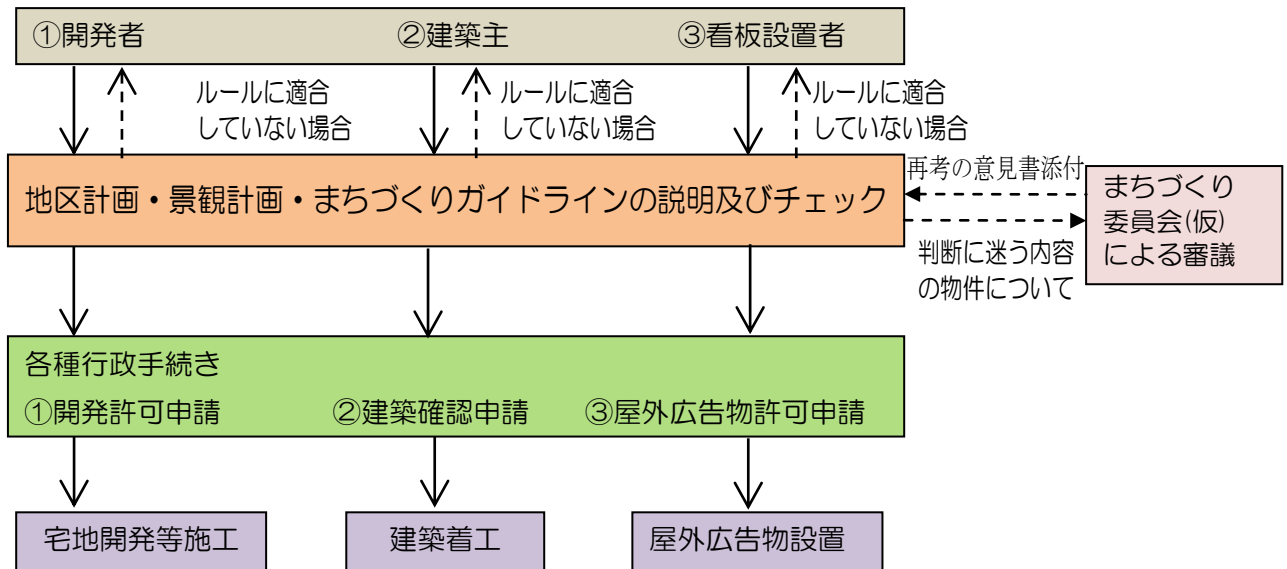 ①開発者
②建築主
③看板設置者
ルールに適合
していない場合
ルールに適合
していない場合
ルールに適合
していない場合
地区計画・景観計画・まちづくりガイドラインの説明及びチェック
再考の意見書添付
判断に迷う内容
の物件について
まちづくり
委員会(仮)
による審議
各種行政手続き
①開発許可申請
②建築確認申請
③屋外広告物許可申請
宅地開発等施工
建築着工
屋外広告物設置